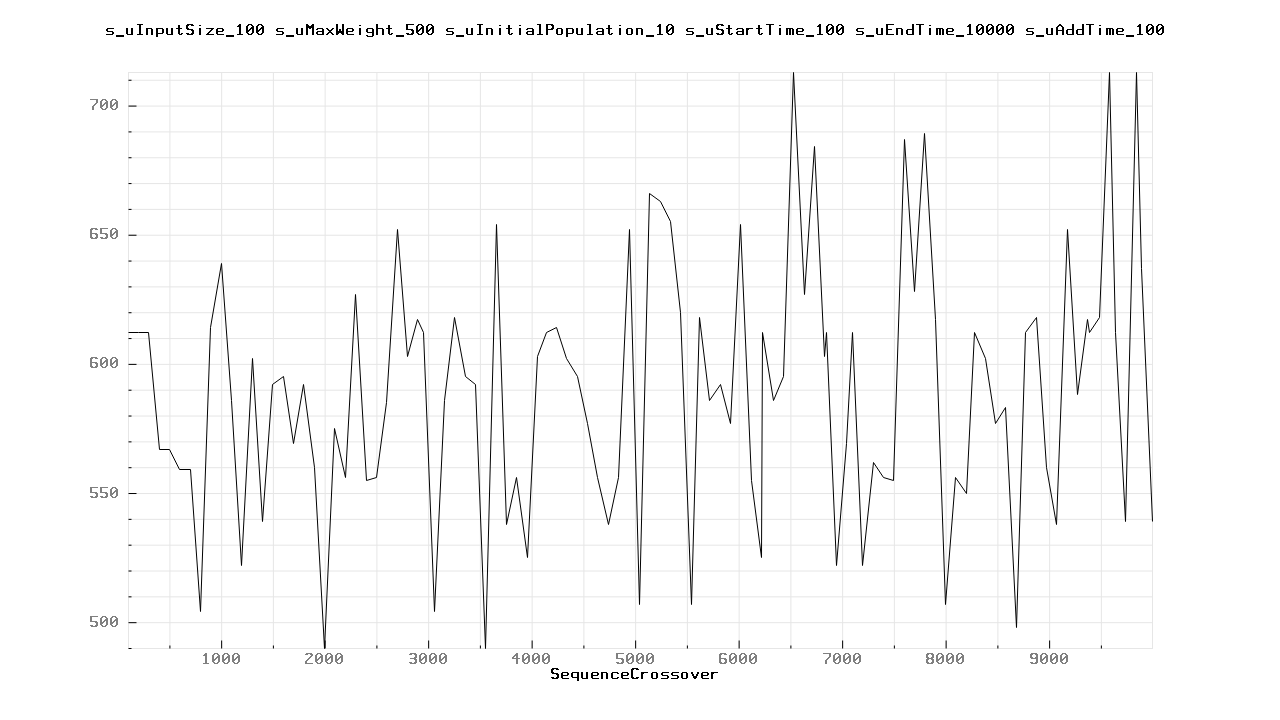 s_uInputSize_100 s_uMaxWeight_500 s_uInitialPopulation_10 s_uStartTime_100 s_uEndTime_10000 s_uAddTime_100
700
650
600
550
500
1000 2000 3000 4000 5000 6000 7000 8000 9000
SequenceCrossover